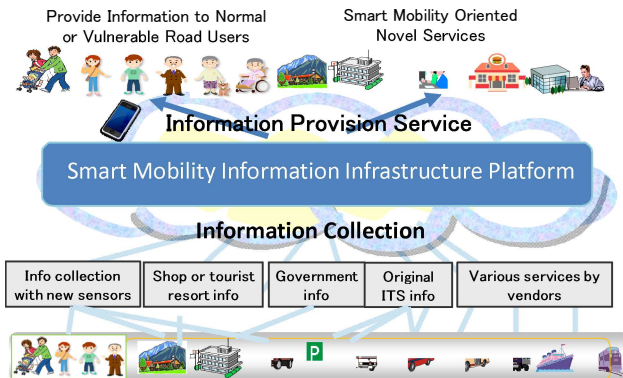 Provide Information to Normal
or Vulnerable Road Users
Smart Mobility Oriented
Novel Services
Information Provision Service
Smart Mobility Information Infrastructure Platform
Information Collection
Info collection
with new sensors
Shop or tourist
resort info
Government
info
Original
ITS info
Various services by
vendors
P